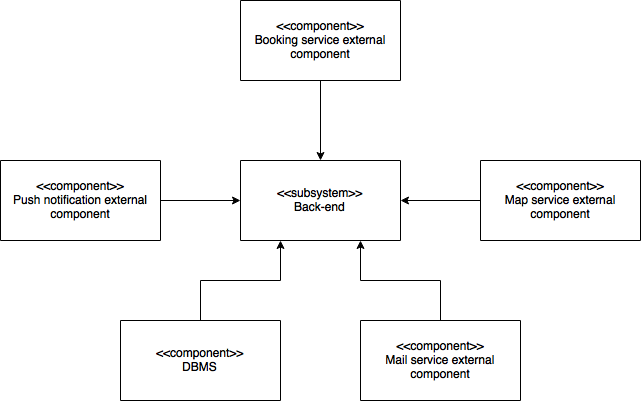 <<component>>
Booking service external
component
<<component>>
Push notification external
component
<<subsystem>>
Back-end
<<component>>
Map service external
component
<<component>>
DBMS
<<component>>
Mail service external
component